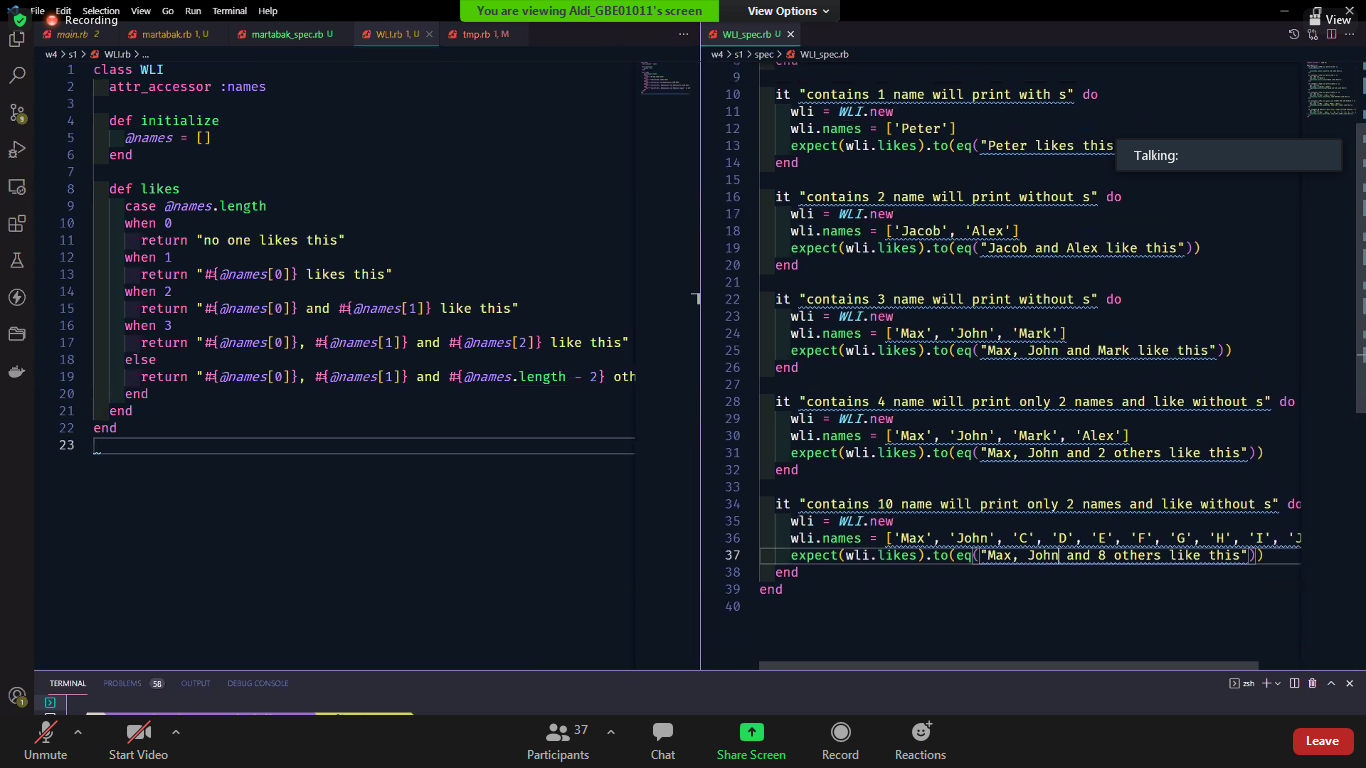 File Edit Selection View Go Run Terminal Help
Recording
You are viewing Aldi_GBE01011's screen
View Options
View
main.rb 2
martabak.rb 1, U
martabak_spec.rb U
WLI.rb 1, U
tmp.rb 1, M
w4 > s1 > WLI.rb > ...
1 class WLI
2 attr_accessor :names
3
4 def initialize
5 @names = []
6 end
7
8 def likes
9 case @names.length
10 when 0
11 return "no one likes this"
12 when 1
13 return "#{@names[0]} likes this"
14 when 2
15 return "#{@names[0]} and #{@names[1]} like this"
16 when 3
17 return "#{@names[0]}, #{@names[1]} and #{@names[2]} like this"
18 else
19 return "#{@names[0]}, #{@names[1]} and #{@names.length - 2} oth
20 end
21 end
22 end
23
WLI_spec.rb U
w4 > s1 > spec > WLI_spec.rb
8 end
9
10 it "contains 1 name will print with s" do
11 wli = WLI.new
12 wli.names = ['Peter']
13 expect(wli.likes).to(eq("Peter likes this
14 end
15
16 it "contains 2 name will print without s" do
17 wli = WLI.new
18 wli.names = ['Jacob', 'Alex']
19 expect(wli.likes).to(eq("Jacob and Alex like this"))
20 end
21
22 it "contains 3 name will print without s" do
23 wli = WLI.new
24 wli.names = ['Max', 'John', 'Mark']
25 expect(wli.likes).to(eq("Max, John and Mark like this"))
26 end
27
28 it "contains 4 name will print only 2 names and like without s" do
29 wli = WLI.new
30 wli.names = ['Max', 'John', 'Mark', 'Alex']
31 expect(wli.likes).to(eq("Max, John and 2 others like this"))
32 end
33
34 it "contains 10 name will print only 2 names and like without s" do
35 wli = WLI.new
36 wli.names = ['Max', 'John', 'C', 'D', 'E', 'F', 'G', 'H', 'I', 'J
37 expect(wli.likes).to(eq("Max, John and 8 others like this"))
38 end
39 end
40
Talking:
TERMINAL PROBLEMS 58 OUTPUT DEBUG CONSOLE
zsh
Unmute
Start Video
Participants 37
Chat
Share Screen
Record
Reactions
Leave